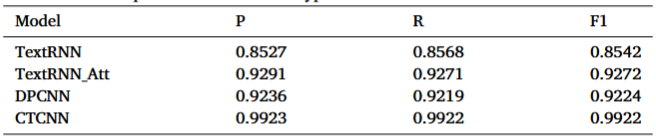 Model P R F1
TextRNN 0.8527 0.8568 0.8542
TextRNN_Att 0.9291 0.9271 0.9272
DPCNN 0.9236 0.9219 0.9224
CTCNN 0.9923 0.9922 0.9922